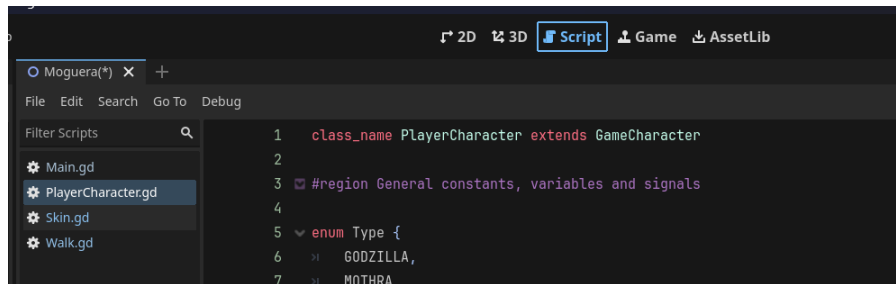 2D 3D Script Game AssetLib
Moguera(*)
File Edit Search Go To Debug
Filter Scripts
Main.gd
PlayerCharacter.gd
Skin.gd
Walk.gd
1 class_name PlayerCharacter extends GameCharacter
2
3 #region General constants, variables and signals
4
5 enum Type {
6 GODZILLA,
7 MOTHRA